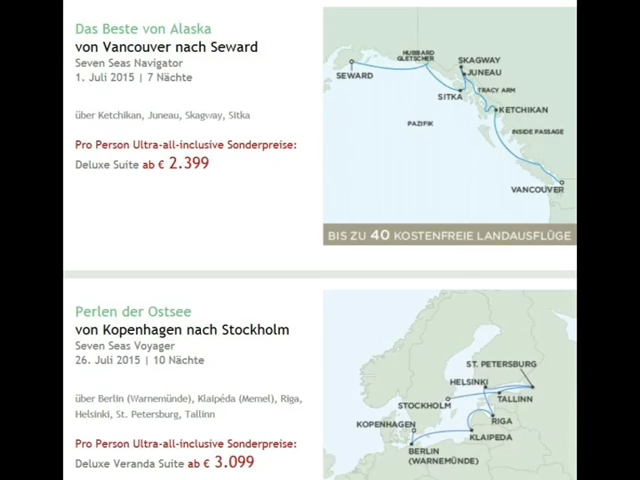 Das Beste von Alaska
von Vancouver nach Seward
Seven Seas Navigator
1. Juli 2015 | 7 Nächte
über Ketchikan, Juneau, Skagway, Sitka
Pro Person Ultra-all-inclusive Sonderpreise:
Deluxe Suite ab € 2.399
HUBBARD
GLETSCHER
SKAGWAY
SEWARD
JUNEAU
TRACY ARM
SITKA
KETCHIKAN
PAZIFIK
INSIDE PASSAGE
VANCOUVER
BIS ZU 40 KOSTENFREIE LANDAUSFLÜGE
Perlen der Ostsee
von Kopenhagen nach Stockholm
Seven Seas Voyager
26. Juli 2015 | 10 Nächte
über Berlin (Warnemünde), Klaipéda (Memel), Riga,
Helsinki, St. Petersburg, Tallinn
Pro Person Ultra-all-inclusive Sonderpreise:
Deluxe Veranda Suite ab € 3.099
ST. PETERSBURG
HELSINKI
TALLINN
STOCKHOLM
RIGA
KOPENHAGEN
KLAIPEDA
BERLIN
(WARNEMÜNDE)